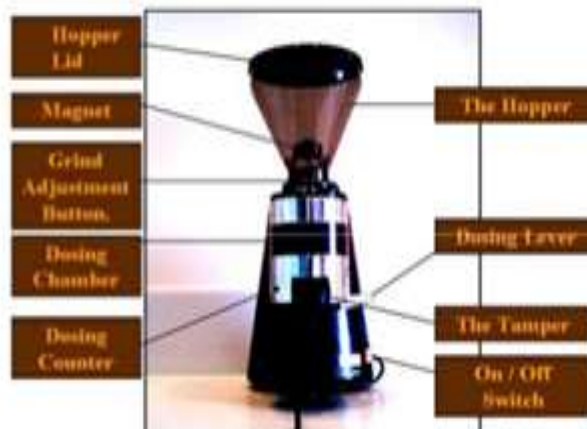 Hopper
Lid
Magnet
Grind
Adjustment
Button.
Dosing
Chamber
Dosing
Counter
The Hopper
Dosing Lever
The Tamper
On / Off
Switch